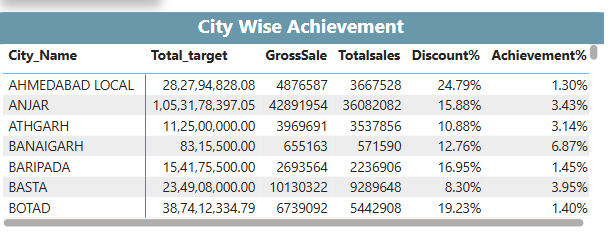 City Wise Achievement
City_Name Total_target GrossSale Totalsales Discount% Achievement%
AHMEDABAD LOCAL 28,27,94,828.08 4876587 3667528 24.79% 1.30%
ANJAR 1,05,31,78,397.05 42891954 36082082 15.88% 3.43%
ATHGARH 11,25,00,000.00 3969691 3537856 10.88% 3.14%
BANAIGARH 83,15,500.00 655163 571590 12.76% 6.87%
BARIPADA 15,41,75,500.00 2693564 2236906 16.95% 1.45%
BASTA 23,49,08,000.00 10130322 9289648 8.30% 3.95%
BOTAD 38,74,12,334.79 6739092 5442908 19.23% 1.40%